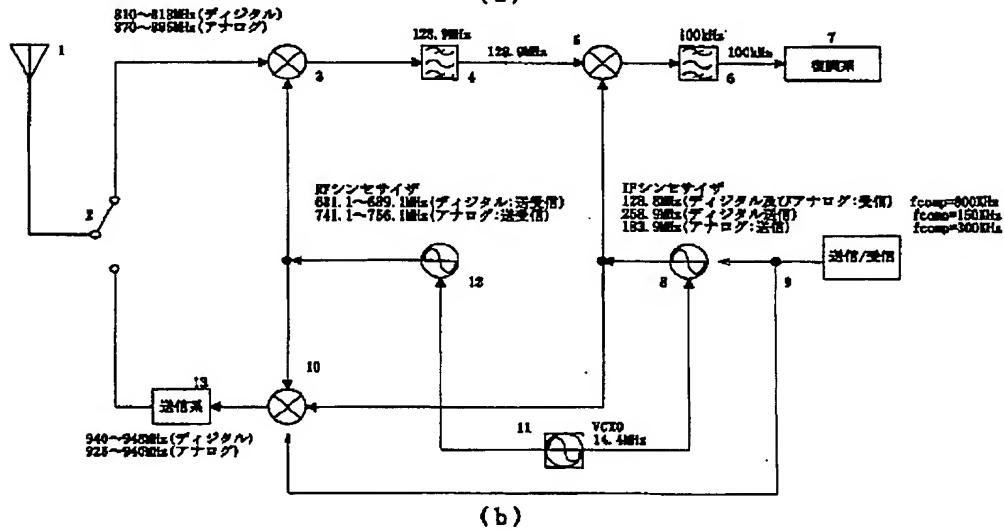 810~818MHz(ディジタル)
870~885MHz(アナログ)
1
2
3
128.9MHz
4
128.9MHz
5
100kHz
6
100kHz
7
復調系
RFシンセサイザ
681.1~689.1MHz(ディジタル:送受信)
741.1~756.1MHz(アナログ:送受信)
12
IFシンセサイザ
128.8MHz(ディジタル及びアナログ:受信) fcomp=800KHz
258.9MHz(ディジタル送信) fcomp=150KHz
183.9MHz(アナログ:送信) fcomp=300KHz
8
9
送信/受信
10
13
送信系
940~948MHz(ディジタル)
925~940MHz(アナログ)
11
VCXO
14.4MHz
(b)